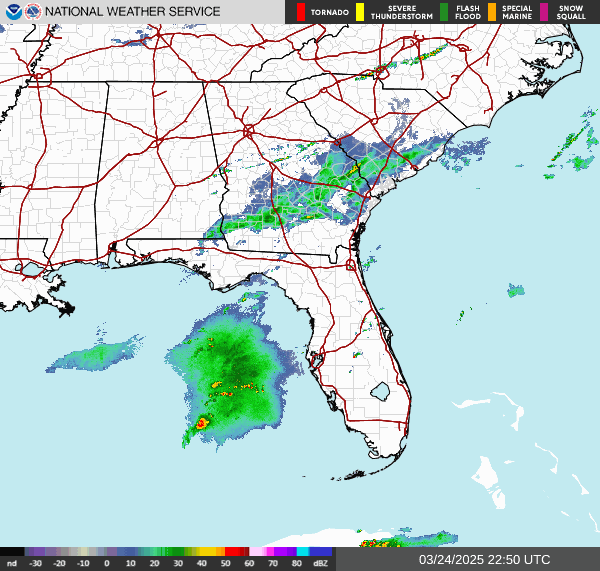 NATIONAL WEATHER SERVICE
TORNADO
SEVERE THUNDERSTORM
FLASH FLOOD
SPECIAL MARINE
SNOW SQUALL
nd -30 -20 -10 0 10 20 30 40 50 60 70 80 dBZ
03/24/2025 22:50 UTC